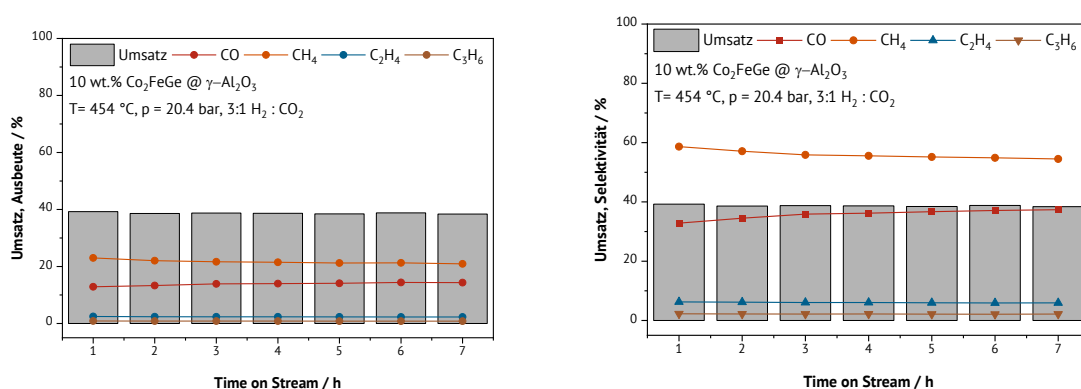 100
80
60
40
20
0
Umsatz, Ausbeute / %
Umsatz CO CH₄ C₂H₄ C₃H₆
10 wt.% Co₂FeGe @ γ–Al₂O₃
T= 454 °C, p = 20.4 bar, 3:1 H₂ : CO₂
1 2 3 4 5 6 7
Time on Stream / h
100
80
60
40
20
0
Umsatz, Selektivität / %
Umsatz CO CH₄ C₂H₄ C₃H₆
10 wt.% Co₂FeGe @ γ–Al₂O₃
T= 454 °C, p = 20.4 bar, 3:1 H₂ : CO₂
1 2 3 4 5 6 7
Time on Stream / h